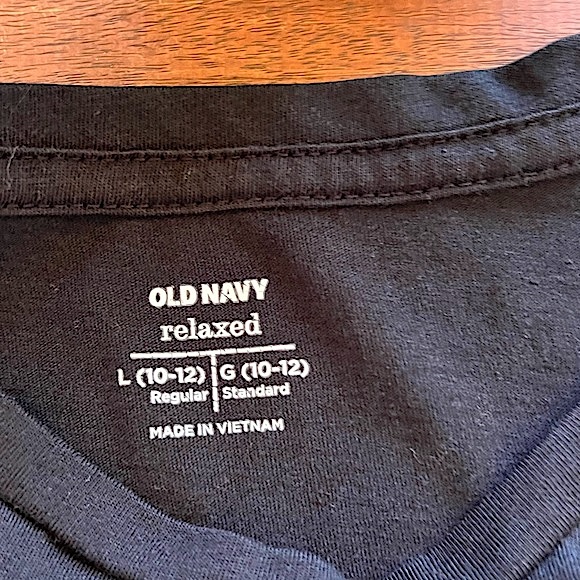 OLD NAVY
relaxed
L (10-12) | G (10-12)
Regular | Standard
MADE IN VIETNAM